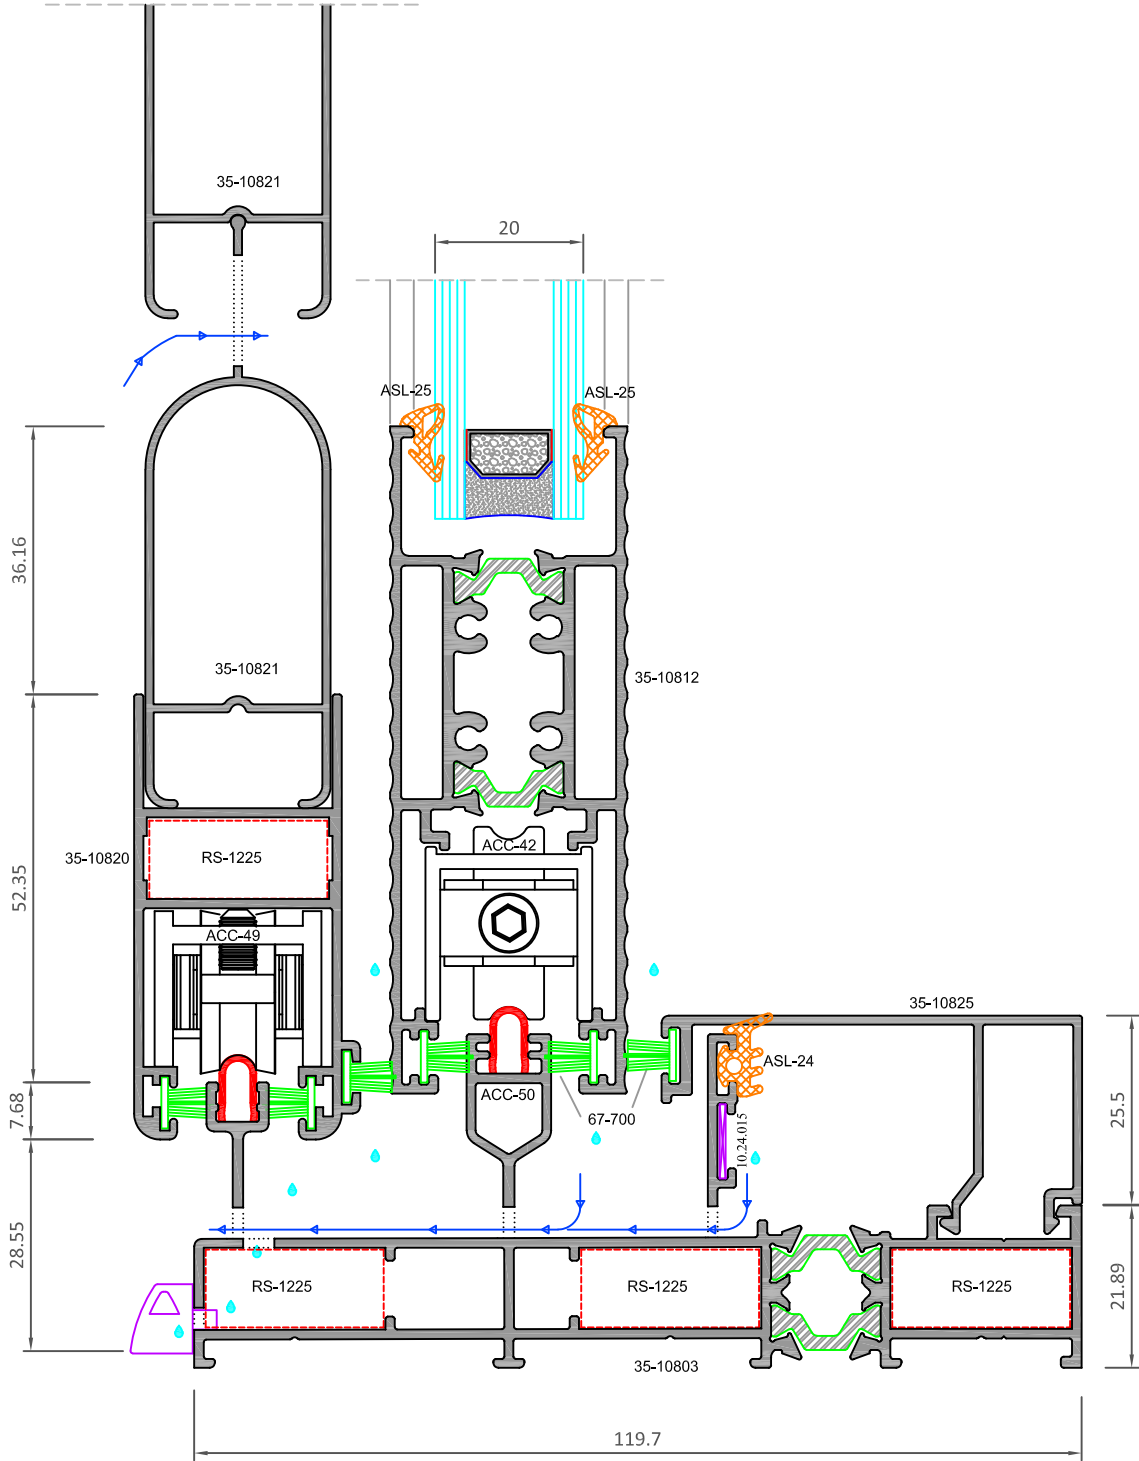 35-10821
20
ASL-25
ASL-25
36.16
35-10821
35-10812
35-10820
RS-1225
ACC-42
52.35
ACC-49
35-10825
ASL-24
ACC-50
67-700
7.68
10.24.015
25.5
28.55
RS-1225
RS-1225
RS-1225
21.89
35-10803
119.7